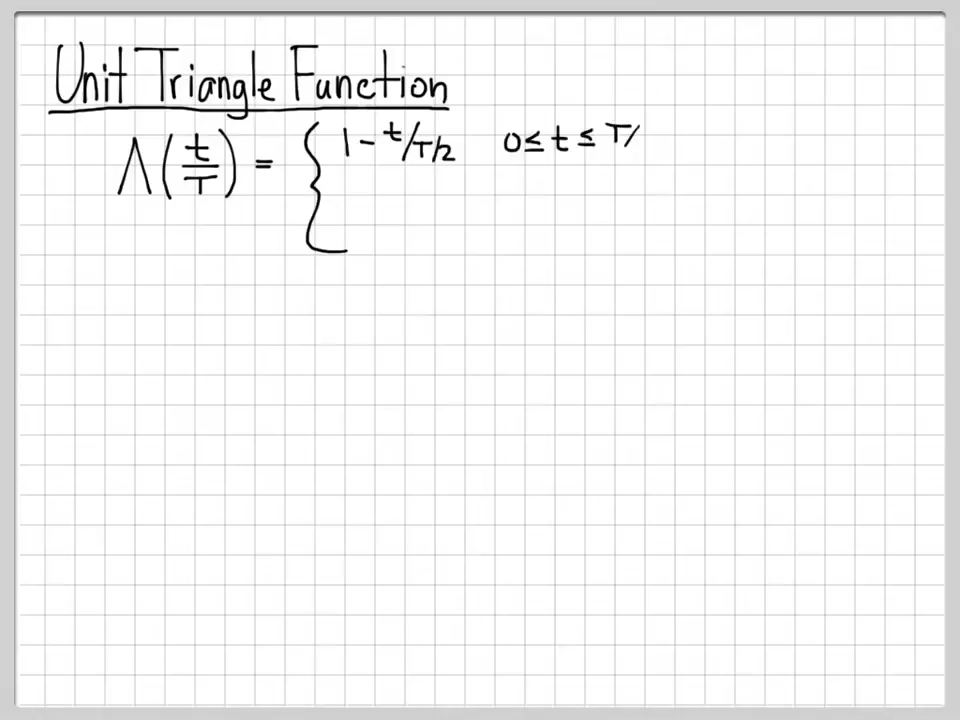 Unit Triangle Function
Λ(t/T) = { 1 - t/T/2 0 ≤ t ≤ T/